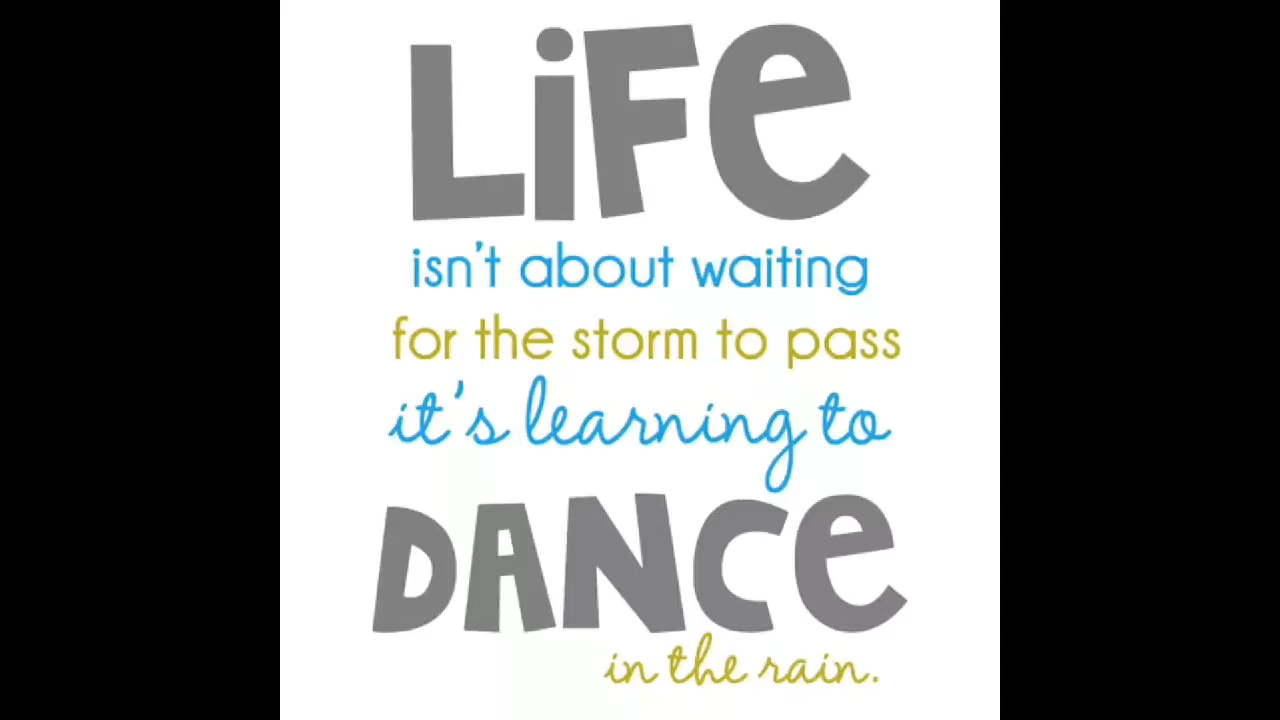 LiFe
isn't about waiting
for the storm to pass
it's learning to
DANCe
in the rain.